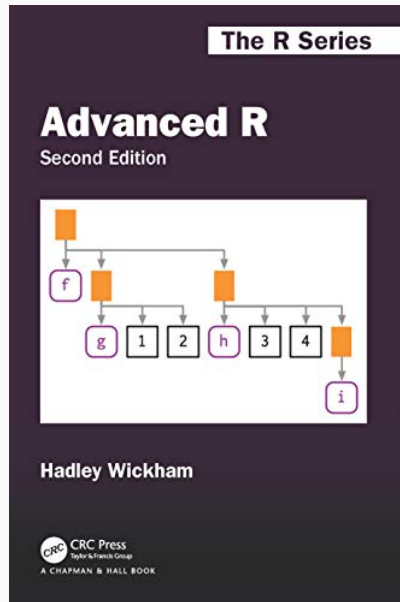 The R Series
Advanced R
Second Edition
f
g 1 2 h 3 4
i
Hadley Wickham
CRC
CRC Press
Taylor & Francis Group
A CHAPMAN & HALL BOOK